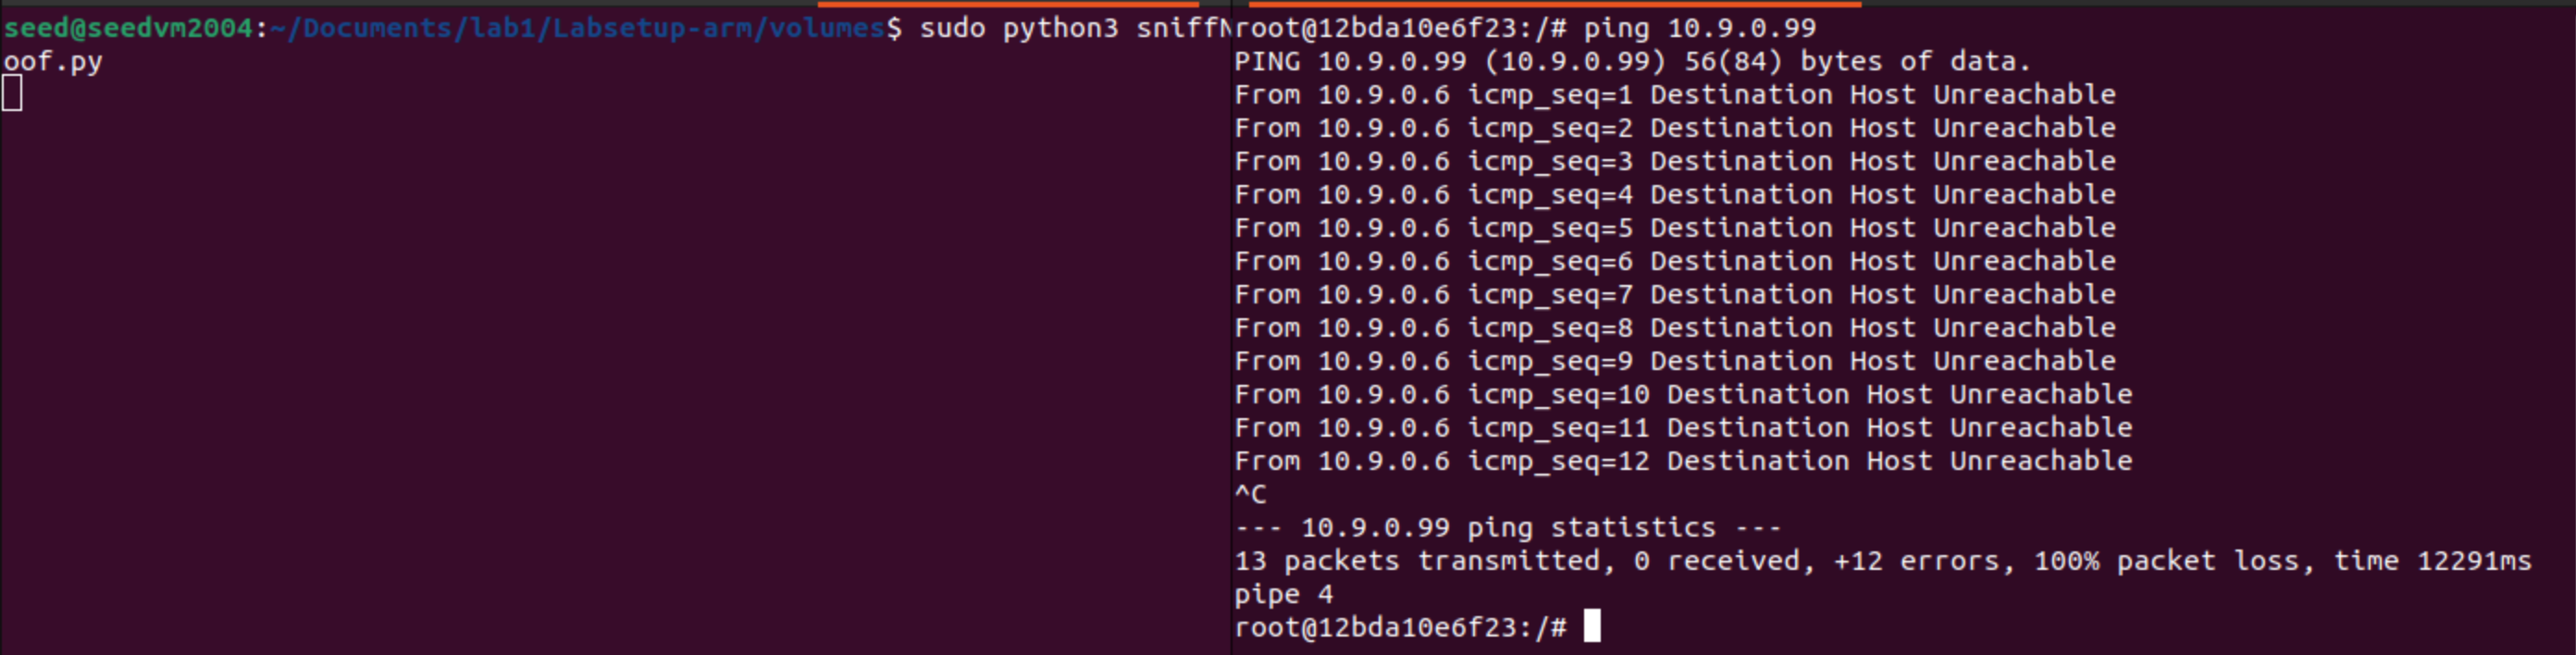 seed@seedvm2004:~/Documents/lab1/Labsetup-arm/volumes$ sudo python3 sniffN
oof.py
root@12bda10e6f23:/# ping 10.9.0.99
PING 10.9.0.99 (10.9.0.99) 56(84) bytes of data.
From 10.9.0.6 icmp_seq=1 Destination Host Unreachable
From 10.9.0.6 icmp_seq=2 Destination Host Unreachable
From 10.9.0.6 icmp_seq=3 Destination Host Unreachable
From 10.9.0.6 icmp_seq=4 Destination Host Unreachable
From 10.9.0.6 icmp_seq=5 Destination Host Unreachable
From 10.9.0.6 icmp_seq=6 Destination Host Unreachable
From 10.9.0.6 icmp_seq=7 Destination Host Unreachable
From 10.9.0.6 icmp_seq=8 Destination Host Unreachable
From 10.9.0.6 icmp_seq=9 Destination Host Unreachable
From 10.9.0.6 icmp_seq=10 Destination Host Unreachable
From 10.9.0.6 icmp_seq=11 Destination Host Unreachable
From 10.9.0.6 icmp_seq=12 Destination Host Unreachable
^C
--- 10.9.0.99 ping statistics ---
13 packets transmitted, 0 received, +12 errors, 100% packet loss, time 12291ms
pipe 4
root@12bda10e6f23:/#